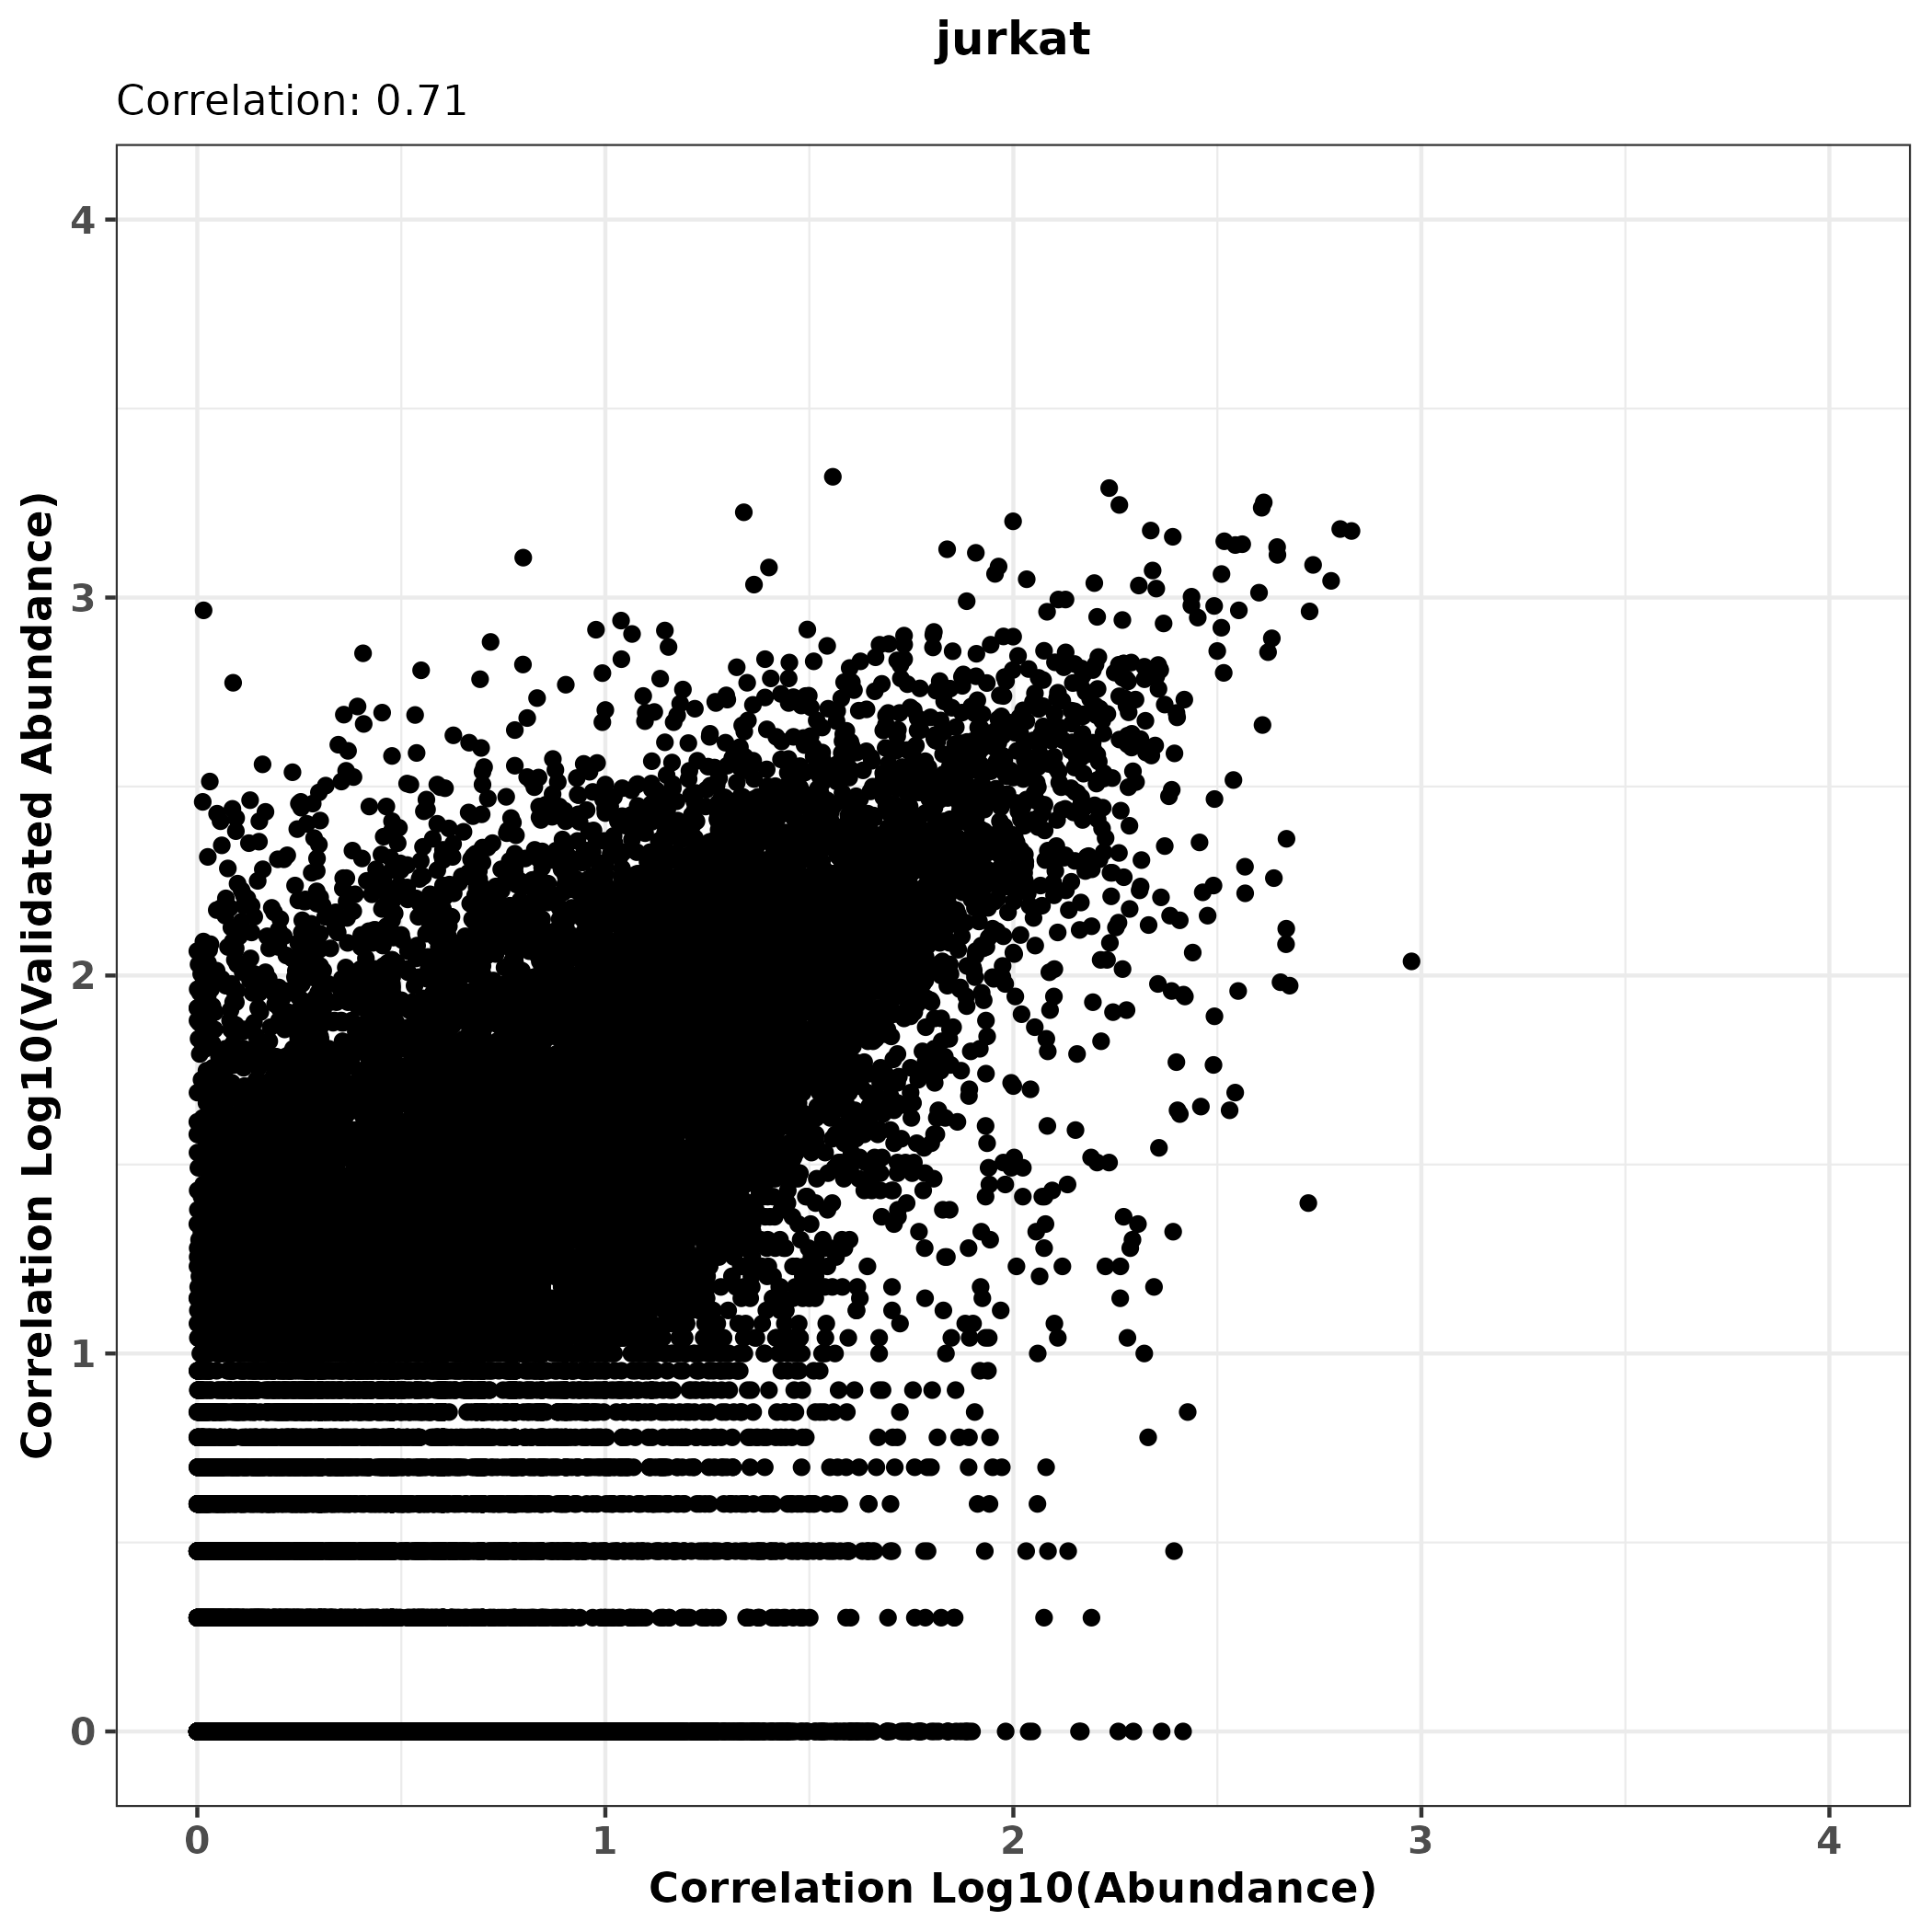 jurkat
Correlation: 0.71
Correlation Log10(Validated Abundance)
4
3
2
1
0
0 1 2 3 4
Correlation Log10(Abundance)